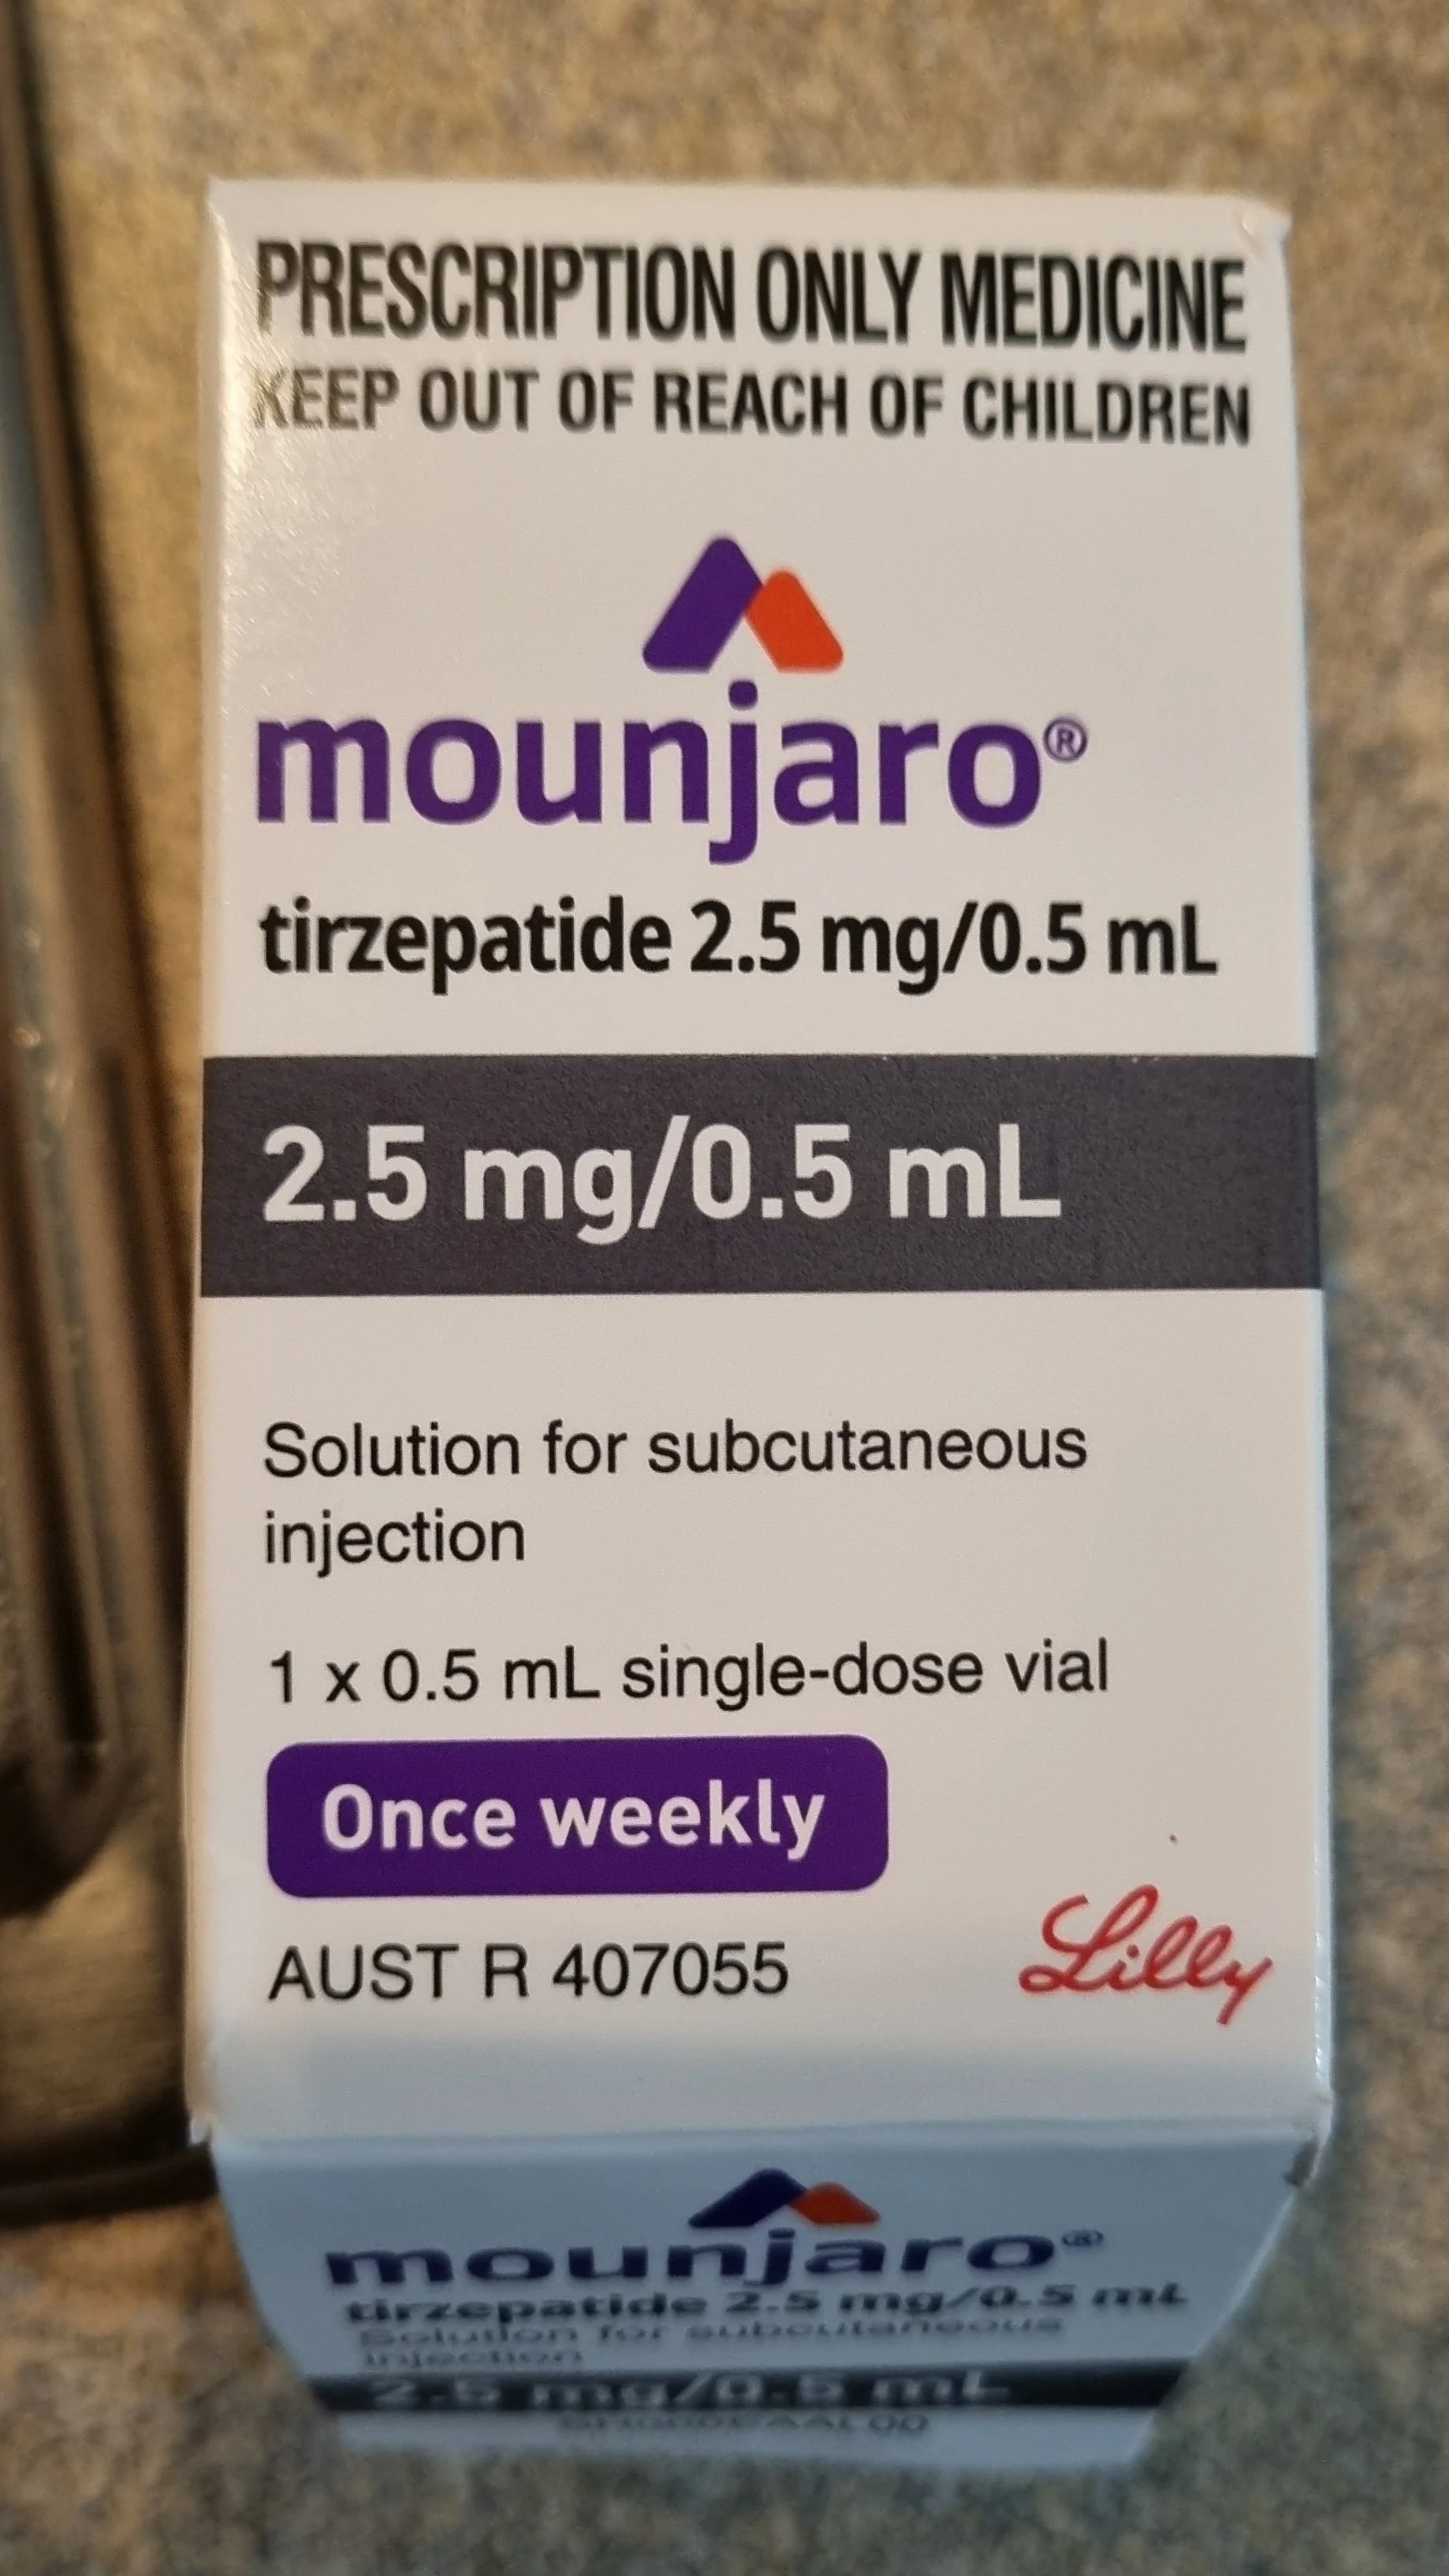 PRESCRIPTION ONLY MEDICINE
KEEP OUT OF REACH OF CHILDREN
mounjaro®
tirzepatide 2.5 mg/0.5 mL
2.5 mg/0.5 mL
Solution for subcutaneous
injection
1 x 0.5 mL single-dose vial
Once weekly
AUST R 407055
Lilly
mounjaro®
tirzepatide 2.5 mg/0.5 mL
Solution for subcutaneous
injection
2.5 mg/0.5 mL